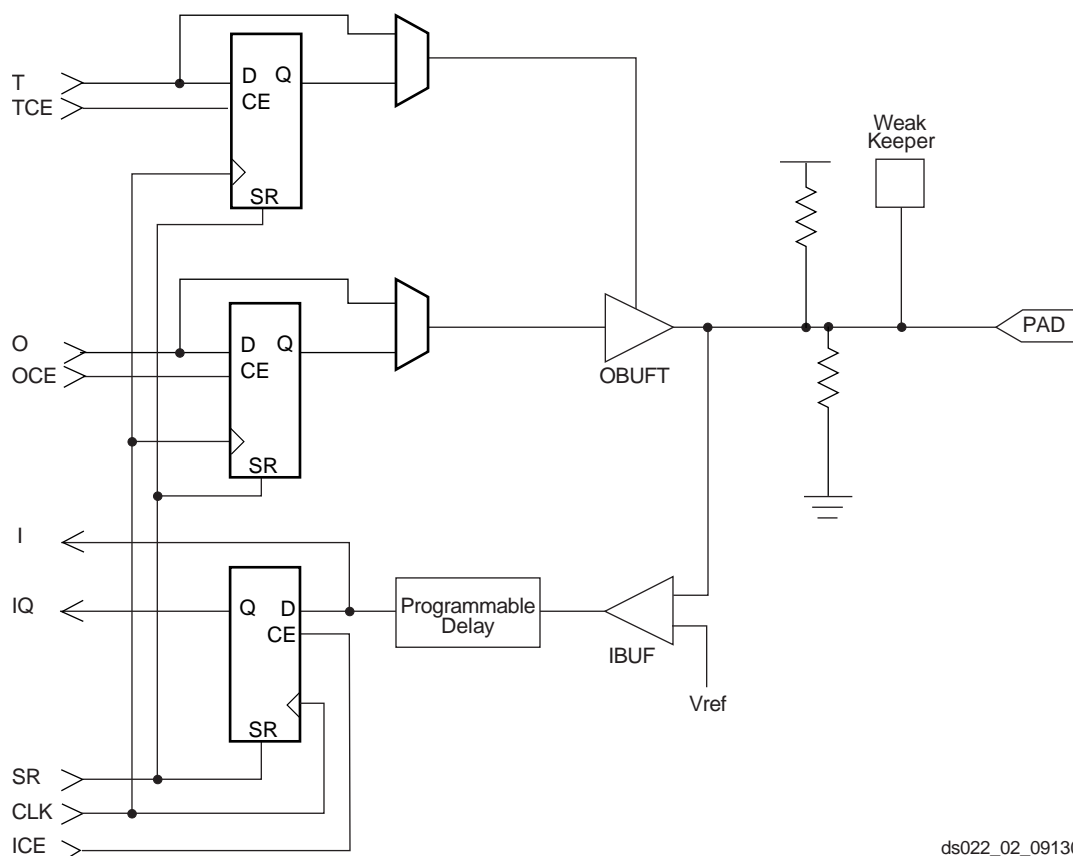 T
TCE
D Q
CE
SR
Weak
Keeper
O
OCE
D Q
CE
SR
OBUFT
PAD
I
IQ
Q D
CE
SR
Programmable
Delay
IBUF
Vref
SR
CLK
ICE